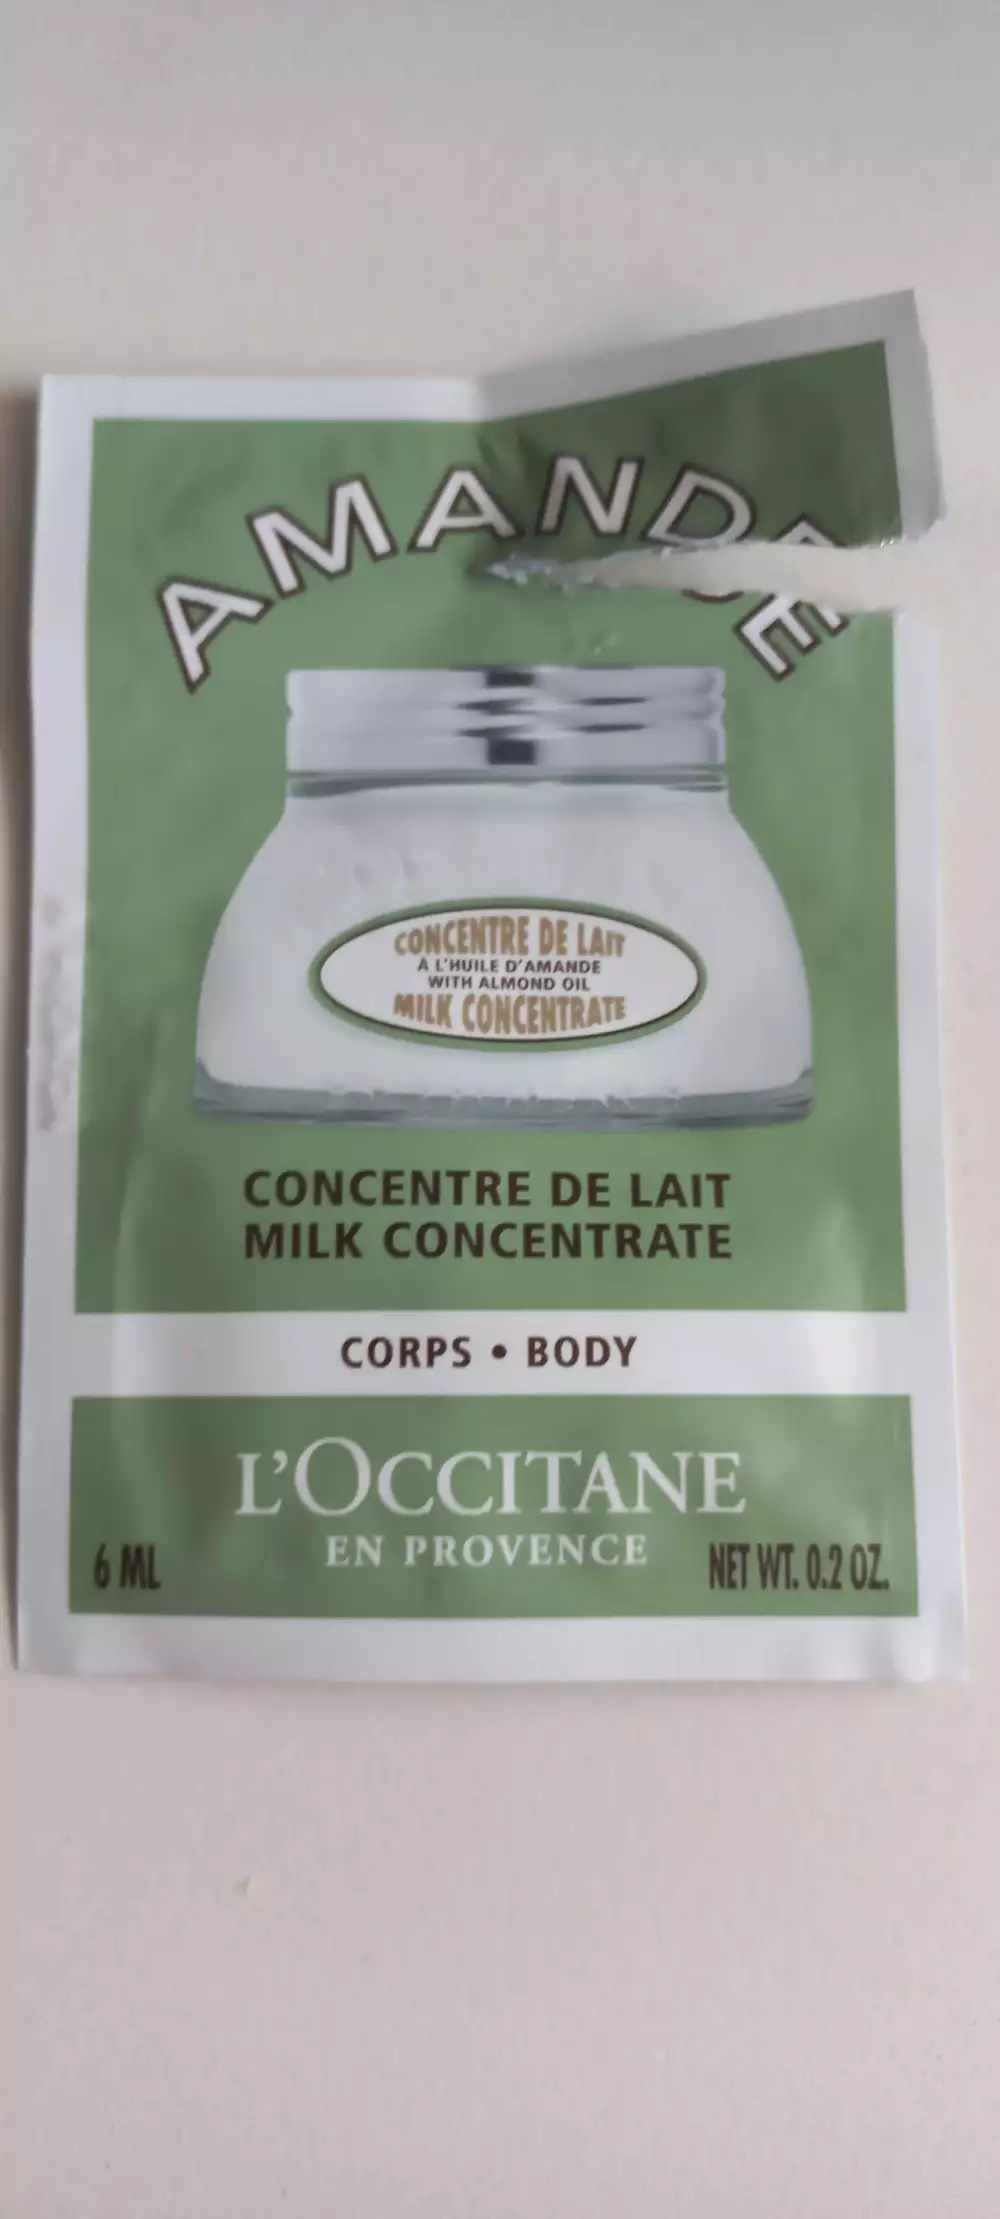 AMANDE
CONCENTRE DE LAIT
A L'HUILE D'AMANDE
WITH ALMOND OIL
MILK CONCENTRATE
CONCENTRE DE LAIT
MILK CONCENTRATE
CORPS • BODY
L'OCCITANE
EN PROVENCE
6 ML
NET WT. 0.2 OZ.